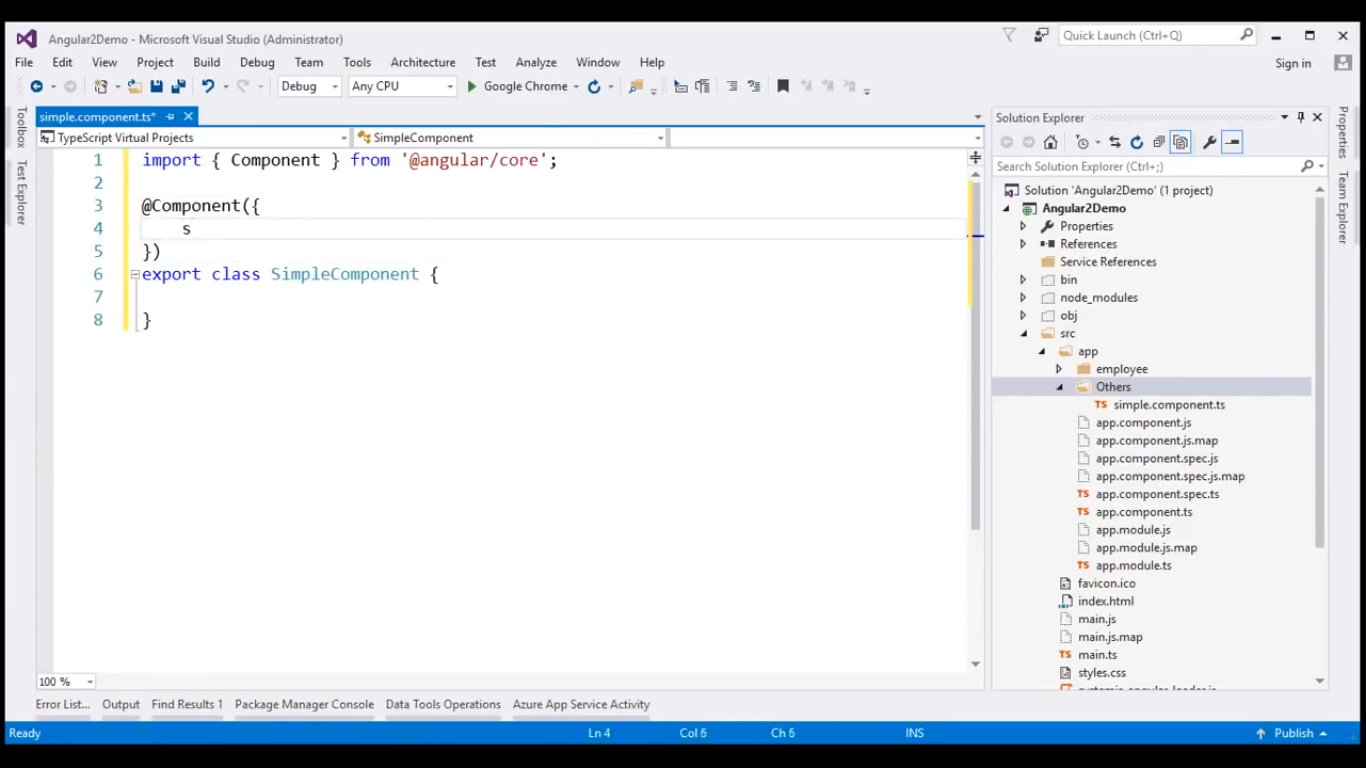 Angular2Demo - Microsoft Visual Studio (Administrator)
Quick Launch (Ctrl+Q)
File Edit View Project Build Debug Team Tools Architecture Test Analyze Window Help
Sign in
Debug Any CPU Google Chrome
Toolbox
Test Explorer
simple.component.ts*
TypeScript Virtual Projects
SimpleComponent
1 import { Component } from '@angular/core';
2
3 @Component({
4 s
5 })
6 export class SimpleComponent {
7
8 }
100 %
Solution Explorer
Search Solution Explorer (Ctrl+;)
Solution 'Angular2Demo' (1 project)
Angular2Demo
Properties
References
Service References
bin
node_modules
obj
src
app
employee
Others
TS simple.component.ts
app.component.js
app.component.js.map
app.component.spec.js
app.component.spec.js.map
TS app.component.spec.ts
TS app.component.ts
app.module.js
app.module.js.map
TS app.module.ts
favicon.ico
index.html
main.js
main.js.map
TS main.ts
styles.css
Properties
Team Explorer
Error List... Output Find Results 1 Package Manager Console Data Tools Operations Azure App Service Activity
Ready Ln 4 Col 6 Ch 6 INS Publish